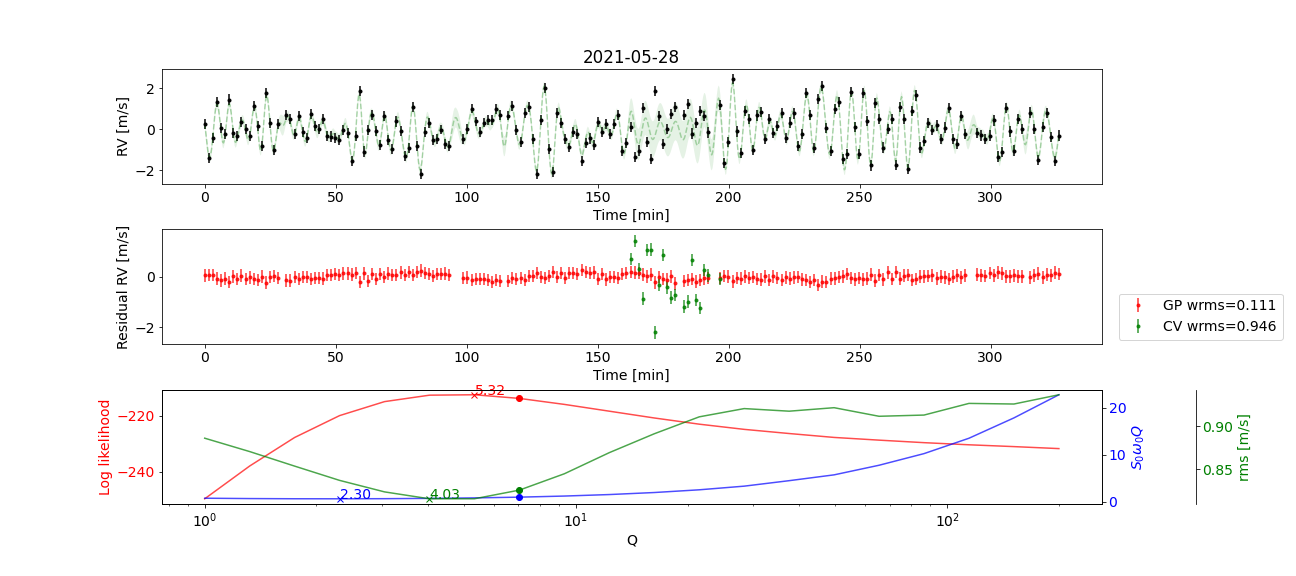 2021-05-28
RV [m/s]
2
0
−2
0 50 100 150 200 250 300
Time [min]
Residual RV [m/s]
0
−2
0 50 100 150 200 250 300
Time [min]
GP wrms=0.111
CV wrms=0.946
Log likelihood
−220
−240
5.32
2.30
4.03
20
10
0
S₀ω₀Q
0.90
0.85
rms [m/s]
10⁰ 10¹ 10²
Q